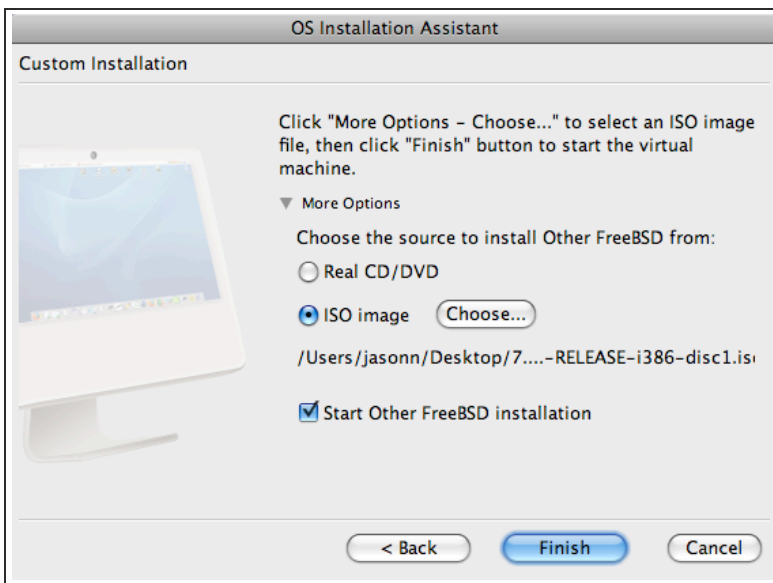 OS Installation Assistant
Custom Installation
Click "More Options – Choose..." to select an ISO image
file, then click "Finish" button to start the virtual
machine.
More Options
Choose the source to install Other FreeBSD from:
Real CD/DVD
ISO image Choose...
/Users/jasonn/Desktop/7....-RELEASE-i386-disc1.is
Start Other FreeBSD installation
< Back Finish Cancel